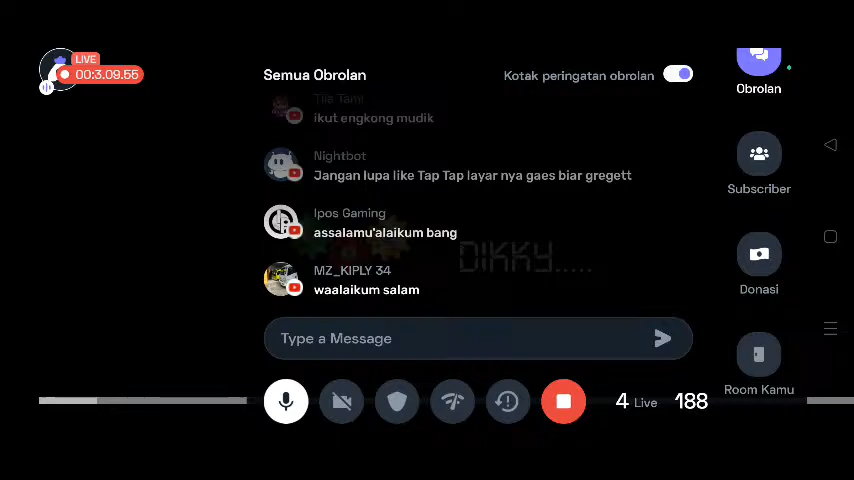 LIVE
00:3.09.55
Semua Obrolan
Kotak peringatan obrolan
Obrolan
Tiia Tami
ikut engkong mudik
Nightbot
Jangan lupa like Tap Tap layar nya gaes biar gregett
Subscriber
Ipos Gaming
assalamu'alaikum bang
DIKKY.....
MZ_KIPLY 34
waalaikum salam
Donasi
Type a Message
Room Kamu
4 Live 188